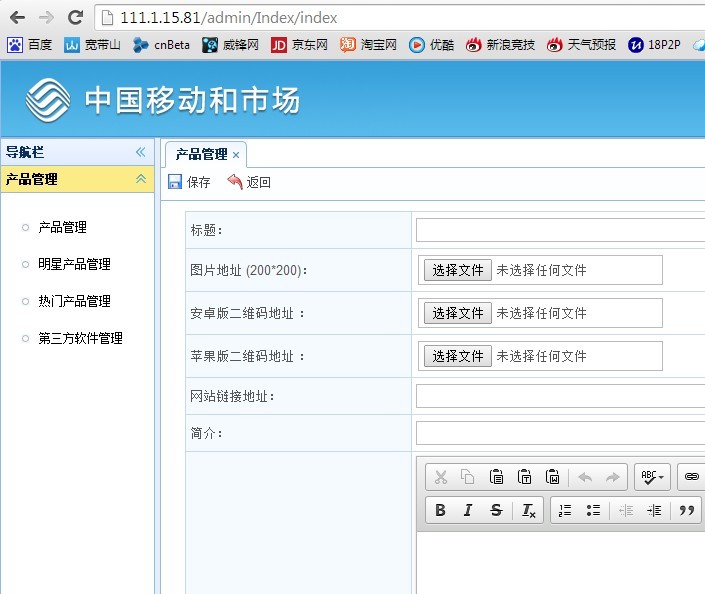 111.1.15.81/admin/Index/index
百度 宽带山 cnBeta 威锋网 京东网 淘宝网 优酷 新浪竞技 天气预报 18P2P
中国移动和市场
导航栏
产品管理
产品管理
明星产品管理
热门产品管理
第三方软件管理
产品管理
保存 返回
标题：
图片地址 (200*200)：
选择文件 未选择任何文件
安卓版二维码地址：
选择文件 未选择任何文件
苹果版二维码地址：
选择文件 未选择任何文件
网站链接地址：
简介：
ABC
B I S Tx